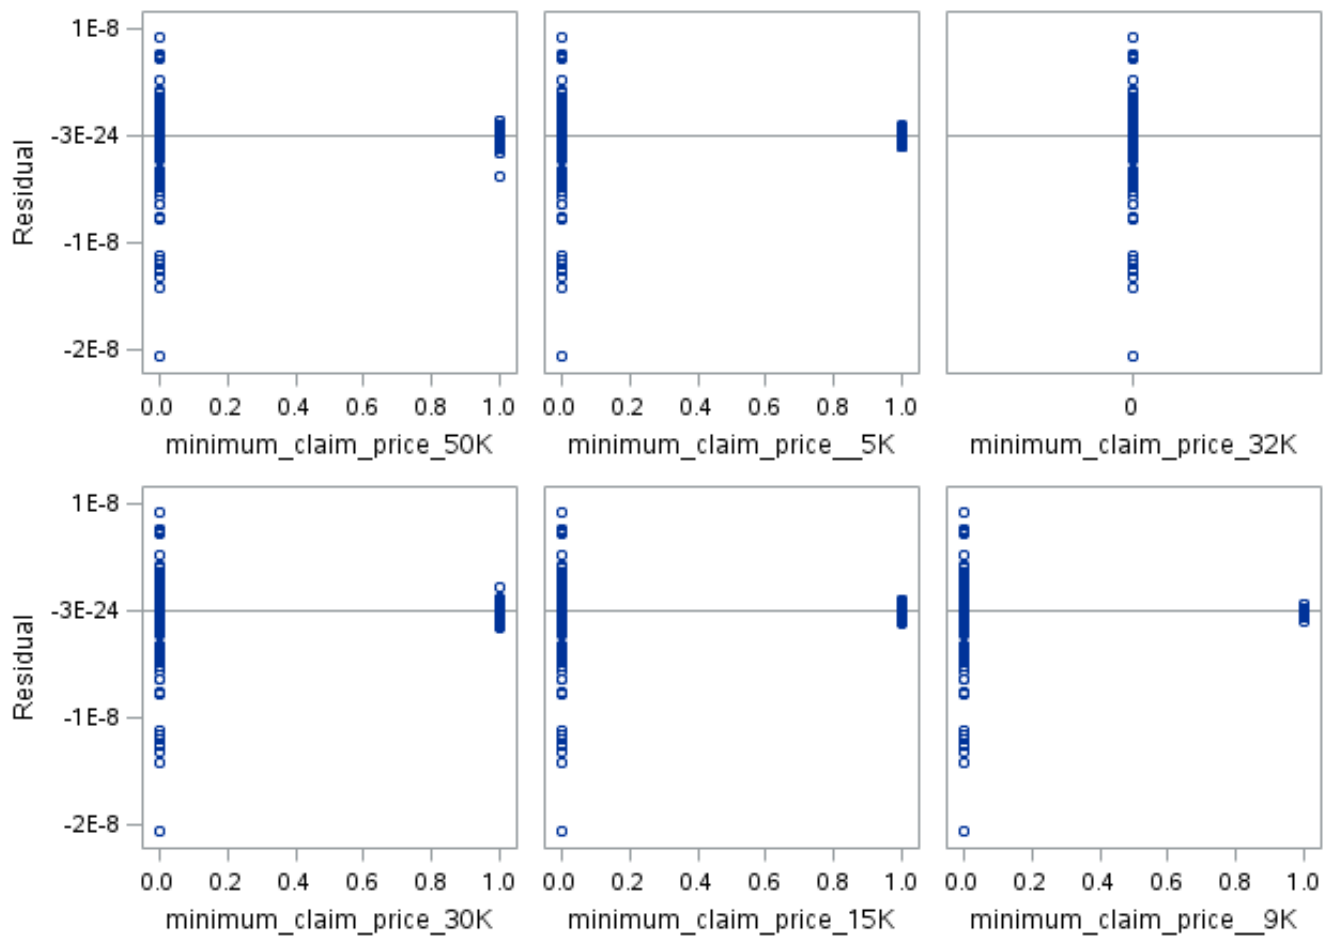 1E-8
-3E-24
-1E-8
-2E-8
Residual
0.0 0.2 0.4 0.6 0.8 1.0
minimum_claim_price_50K
0.0 0.2 0.4 0.6 0.8 1.0
minimum_claim_price__5K
0
minimum_claim_price_32K
1E-8
-3E-24
-1E-8
-2E-8
Residual
0.0 0.2 0.4 0.6 0.8 1.0
minimum_claim_price_30K
0.0 0.2 0.4 0.6 0.8 1.0
minimum_claim_price_15K
0.0 0.2 0.4 0.6 0.8 1.0
minimum_claim_price__9K